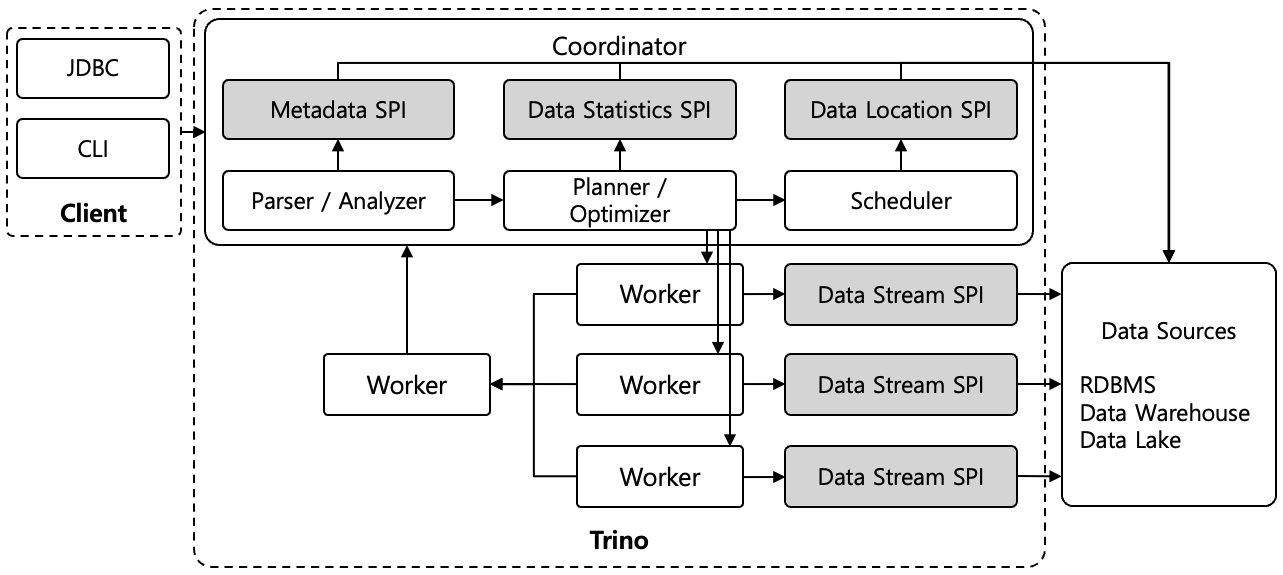 Coordinator
JDBC
CLI
Client
Metadata SPI
Data Statistics SPI
Data Location SPI
Parser / Analyzer
Planner /
Optimizer
Scheduler
Worker
Data Stream SPI
Worker
Worker
Data Stream SPI
Worker
Data Stream SPI
Data Sources
RDBMS
Data Warehouse
Data Lake
Trino